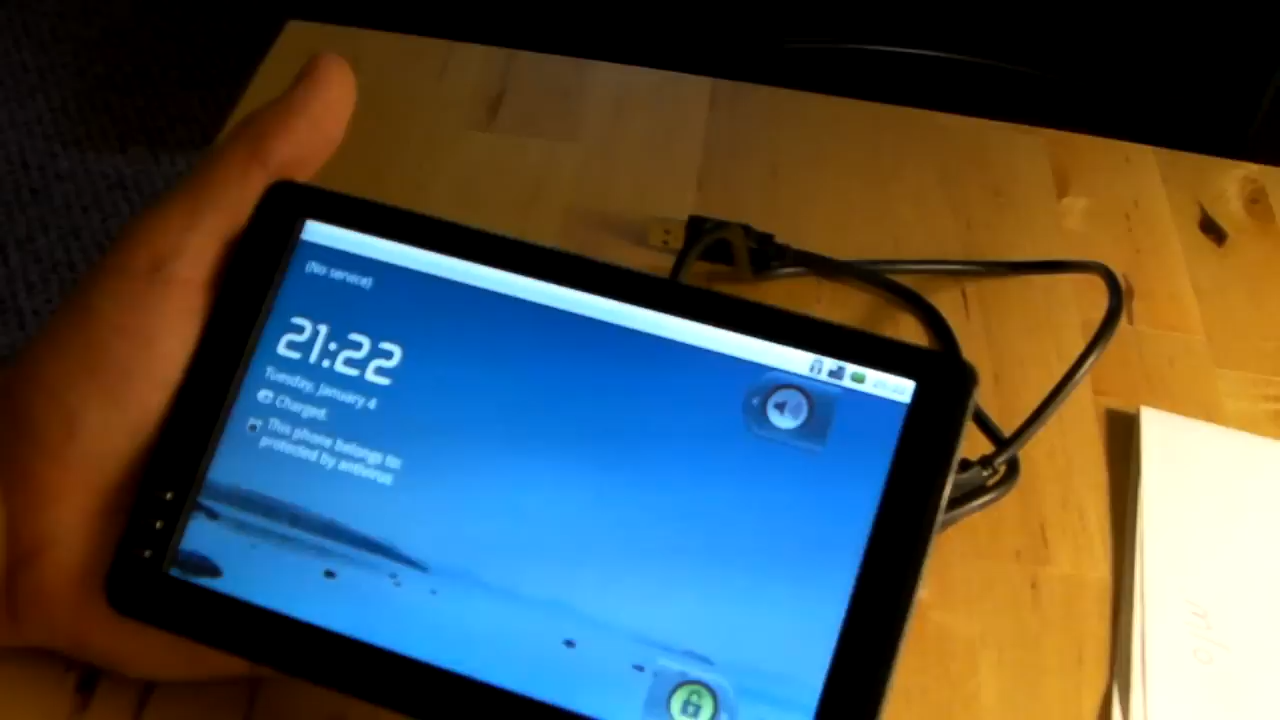 (No service)
21:22
Tuesday, January 4
Charged.
This phone belongs to:
protected by antivirus